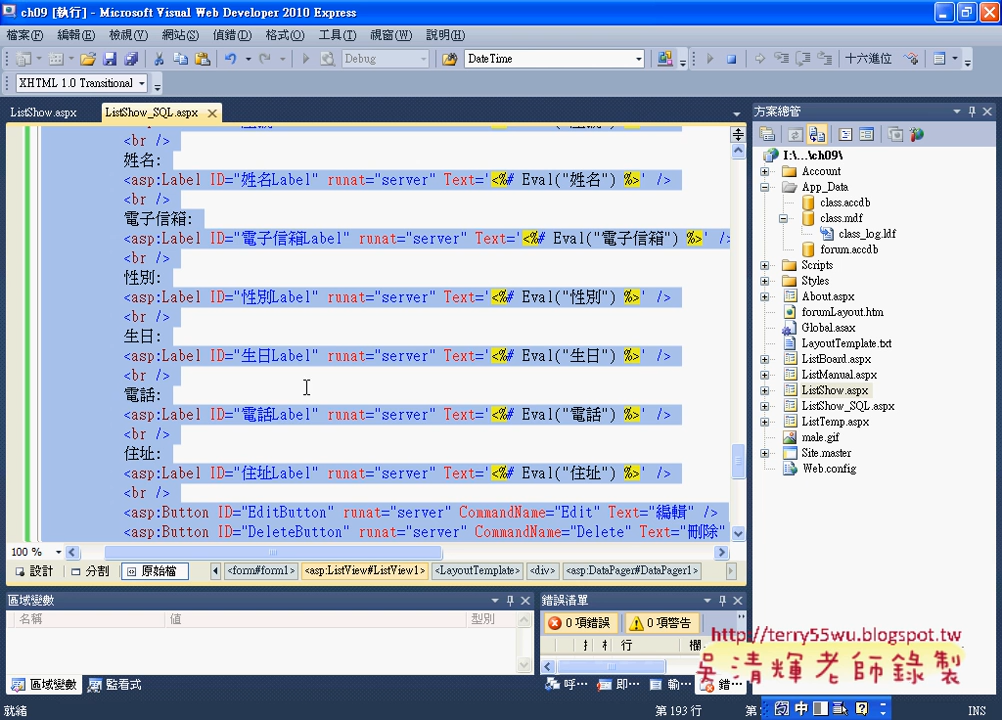 ch09 [執行] - Microsoft Visual Web Developer 2010 Express
檔案(F) 編輯(E) 檢視(V) 網站(S) 偵錯(D) 格式(O) 工具(T) 視窗(W) 說明(H)
Debug DateTime 十六進位
XHTML 1.0 Transitional
ListShow.aspx ListShow_SQL.aspx
<br />
姓名:
<asp:Label ID="姓名Label" runat="server" Text='<%# Eval("姓名") %>' />
<br />
電子信箱:
<asp:Label ID="電子信箱Label" runat="server" Text='<%# Eval("電子信箱") %>' />
<br />
性別:
<asp:Label ID="性別Label" runat="server" Text='<%# Eval("性別") %>' />
<br />
生日:
<asp:Label ID="生日Label" runat="server" Text='<%# Eval("生日") %>' />
<br />
電話:
<asp:Label ID="電話Label" runat="server" Text='<%# Eval("電話") %>' />
<br />
住址:
<asp:Label ID="住址Label" runat="server" Text='<%# Eval("住址") %>' />
<br />
<asp:Button ID="EditButton" runat="server" CommandName="Edit" Text="編輯" />
<asp:Button ID="DeleteButton" runat="server" CommandName="Delete" Text="刪除"
100 %
設計 分割 原始檔 <form#form1> <asp:ListView#ListView1> <LayoutTemplate> <div> <asp:DataPager#DataPager1>
方案總管
I:\...\ch09\
Account
App_Data
class.accdb
class.mdf
class_log.ldf
forum.accdb
Scripts
Styles
About.aspx
forumLayout.htm
Global.asax
LayoutTemplate.txt
ListBoard.aspx
ListManual.aspx
ListShow.aspx
ListShow_SQL.aspx
ListTemp.aspx
male.gif
Site.master
Web.config
區域變數
名稱 值 型別
區域變數 監看式
錯誤清單
0 項錯誤 0 項警告
行 欄
呼... 即... 輸... 錯...
http://terry55wu.blogspot.tw
吳清輝老師錄製
就緒 第 193 行 第 中 INS